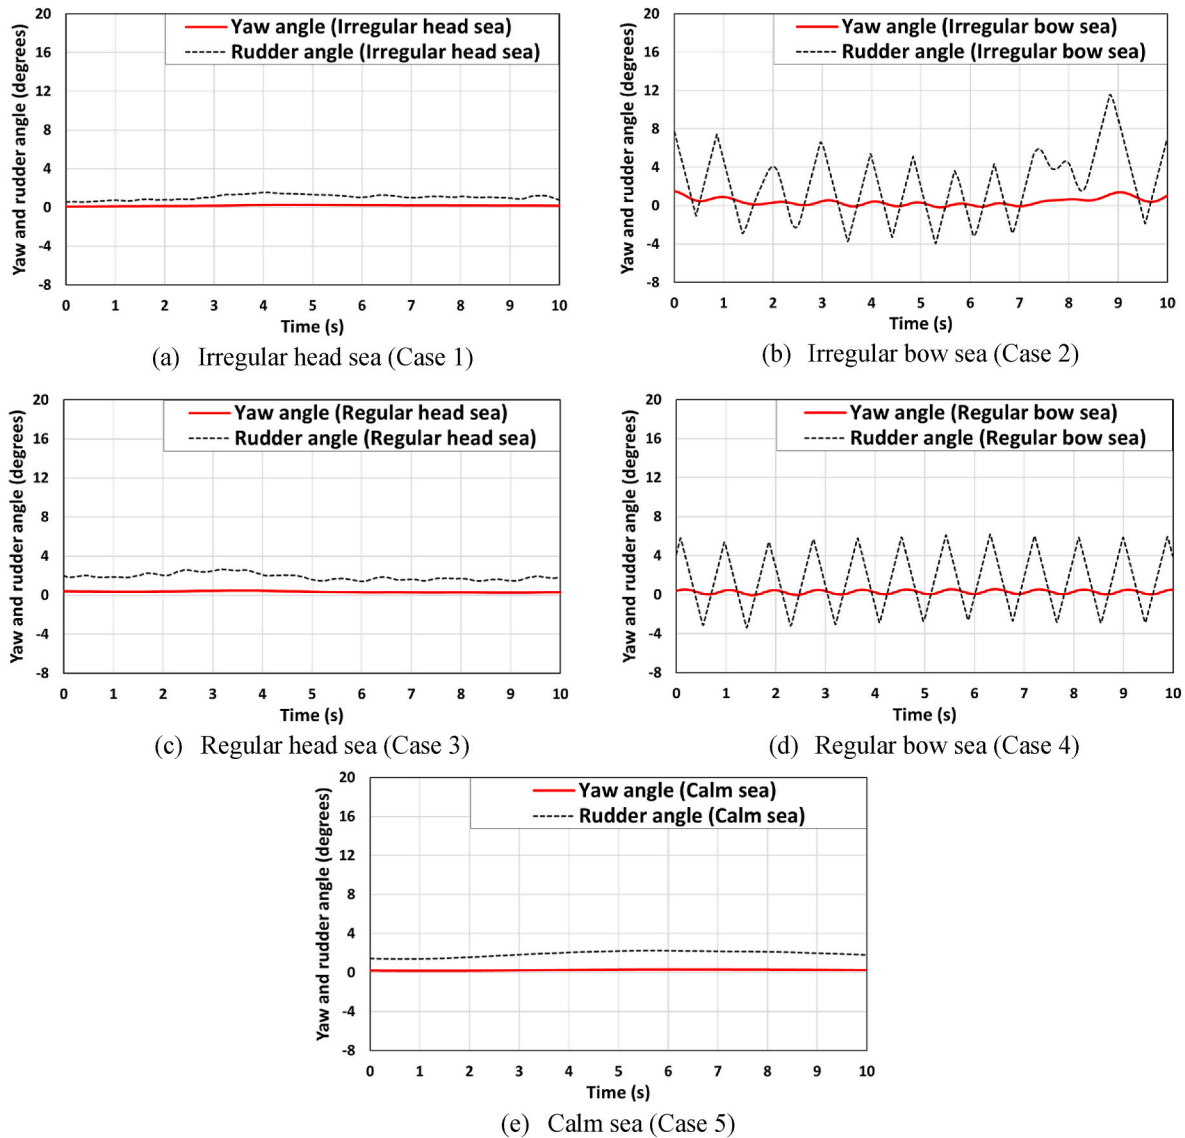 Yaw and rudder angle (degrees)
20
16
12
8
4
0
-4
-8
Yaw angle (Irregular head sea)
Rudder angle (Irregular head sea)
0 1 2 3 4 5 6 7 8 9 10
Time (s)
(a) Irregular head sea (Case 1)
Yaw and rudder angle (degrees)
20
16
12
8
4
0
-4
-8
Yaw angle (Irregular bow sea)
Rudder angle (Irregular bow sea)
0 1 2 3 4 5 6 7 8 9 10
Time (s)
(b) Irregular bow sea (Case 2)
Yaw and rudder angle (degrees)
20
16
12
8
4
0
-4
-8
Yaw angle (Regular head sea)
Rudder angle (Regular head sea)
0 1 2 3 4 5 6 7 8 9 10
Time (s)
(c) Regular head sea (Case 3)
Yaw and rudder angle (degrees)
20
16
12
8
4
0
-4
-8
Yaw angle (Regular bow sea)
Rudder angle (Regular bow sea)
0 1 2 3 4 5 6 7 8 9 10
Time (s)
(d) Regular bow sea (Case 4)
Yaw and rudder angle (degrees)
20
16
12
8
4
0
-4
-8
Yaw angle (Calm sea)
Rudder angle (Calm sea)
0 1 2 3 4 5 6 7 8 9 10
Time (s)
(e) Calm sea (Case 5)